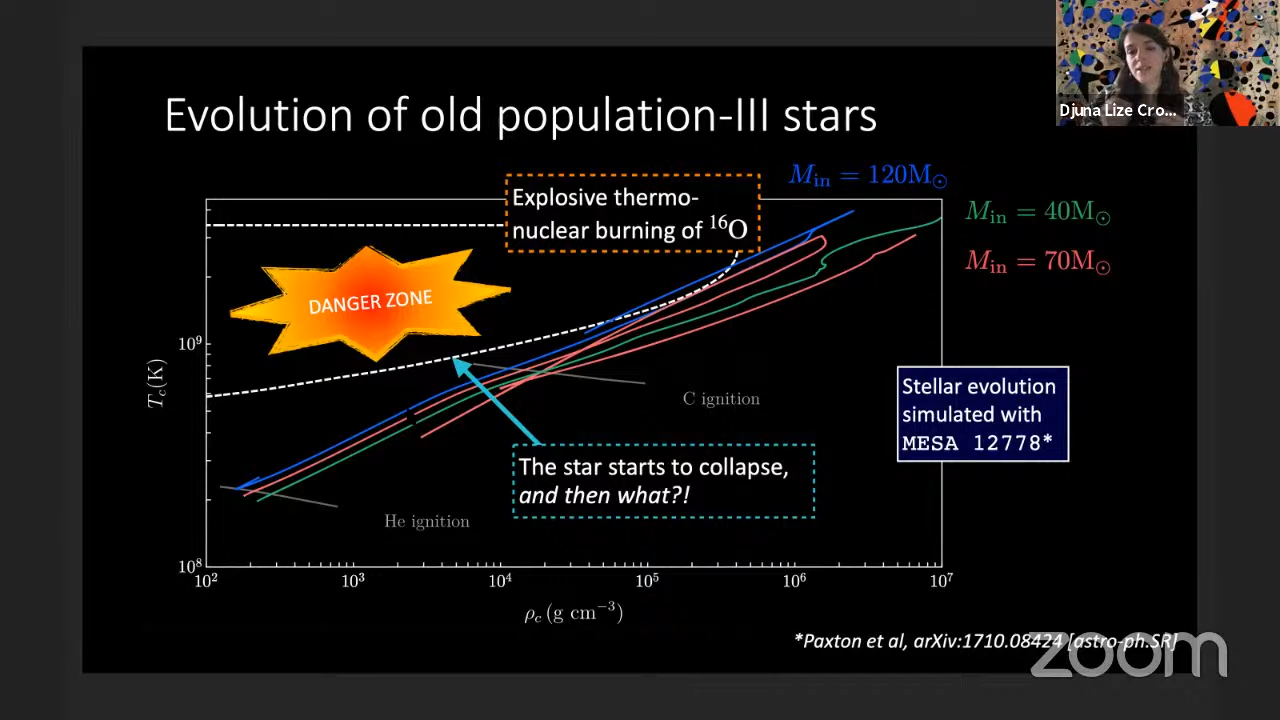 Djuna Lize Cro...
Evolution of old population-III stars
M_in = 120M_⊙
Explosive thermo-
nuclear burning of ¹⁶O
M_in = 40M_⊙
M_in = 70M_⊙
DANGER ZONE
10⁹
T_c(K)
C ignition
Stellar evolution
simulated with
MESA 12778*
The star starts to collapse,
and then what?!
He ignition
10⁸
10² 10³ 10⁴ 10⁵ 10⁶ 10⁷
ρ_c (g cm⁻³)
*Paxton et al, arXiv:1710.08424 [astro-ph.SR]
zoom